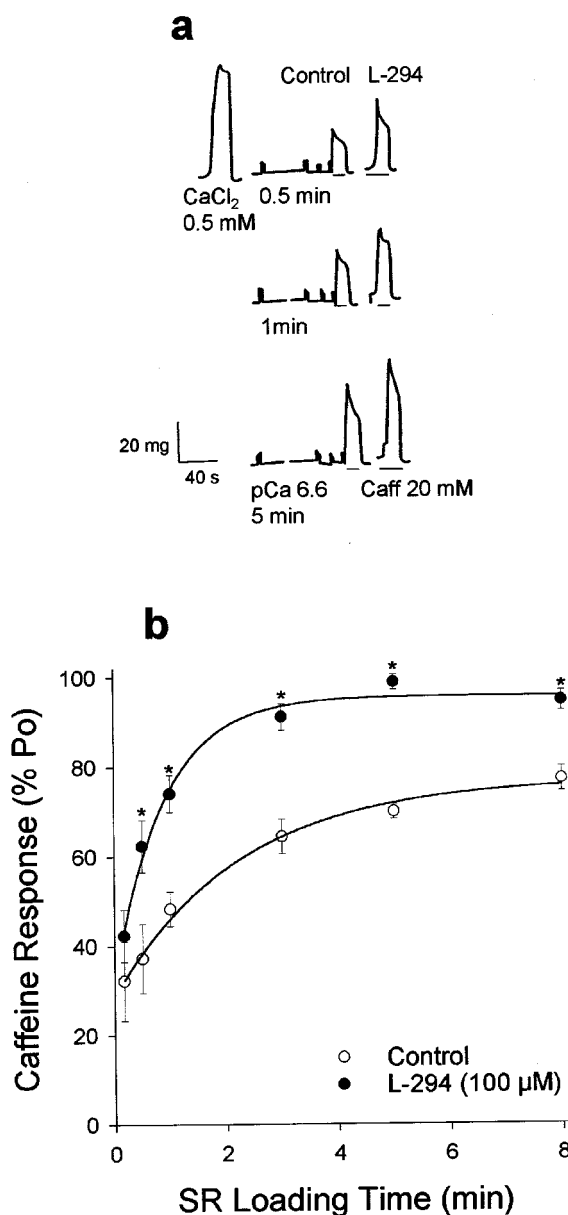 a
Control L-294
CaCl₂ 0.5 min
0.5 mM
1min
20 mg
40 s
pCa 6.6 Caff 20 mM
5 min
b
Caffeine Response (% Po)
100
80
60
40
20
0
* * * * *
Control
L-294 (100 µM)
0 2 4 6 8
SR Loading Time (min)